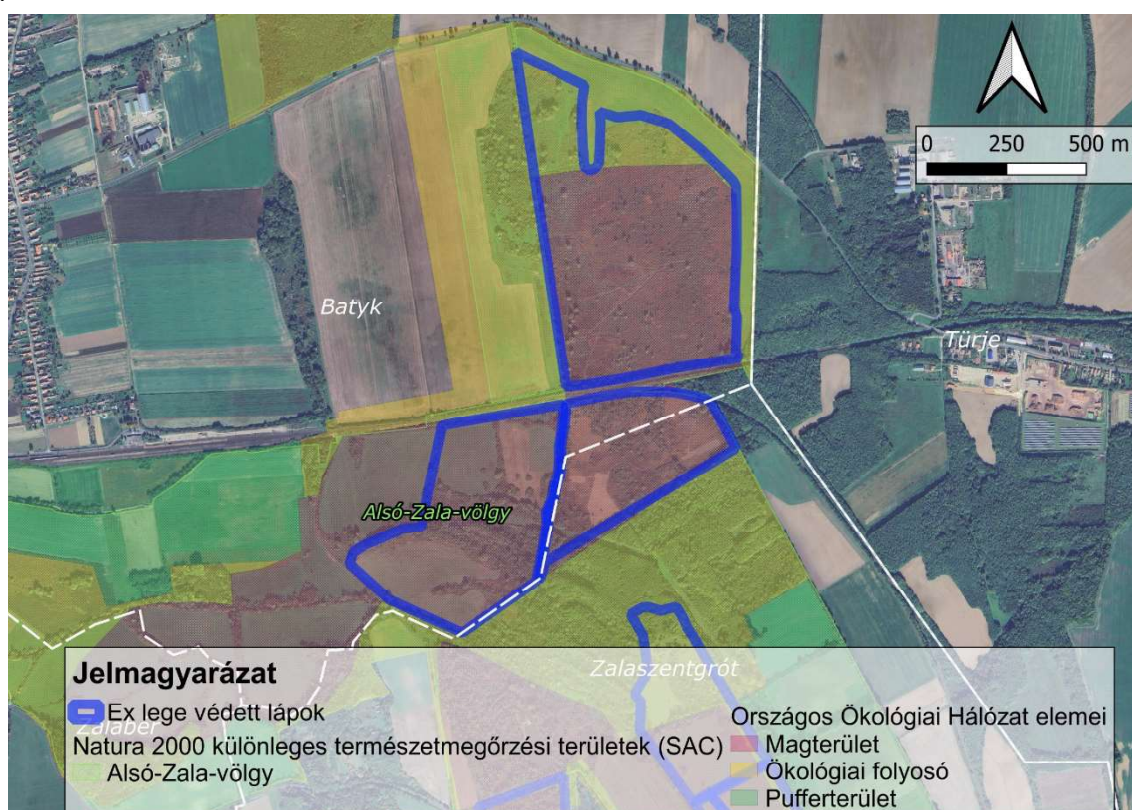 0 250 500 m
Batyk
Türje
Alsó-Zala-völgy
Zalaszentgrót
Zalabér
Jelmagyarázat
Ex lege védett lápok
Natura 2000 különleges természetmegőrzési területek (SAC)
Alsó-Zala-völgy
Országos Ökológiai Hálózat elemei
Magterület
Ökológiai folyosó
Pufferterület